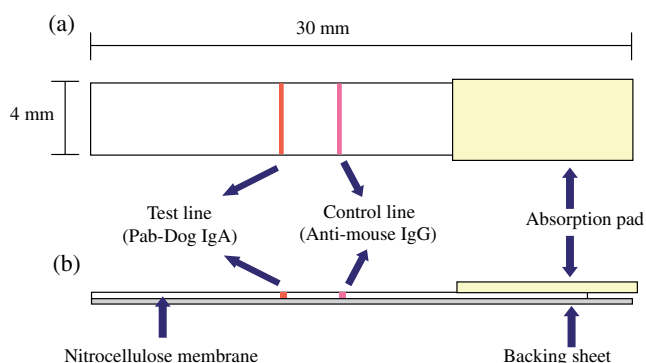 (a)
30 mm
4 mm
Test line
(Pab-Dog IgA)
Control line
(Anti-mouse IgG)
Absorption pad
(b)
Nitrocellulose membrane
Backing sheet